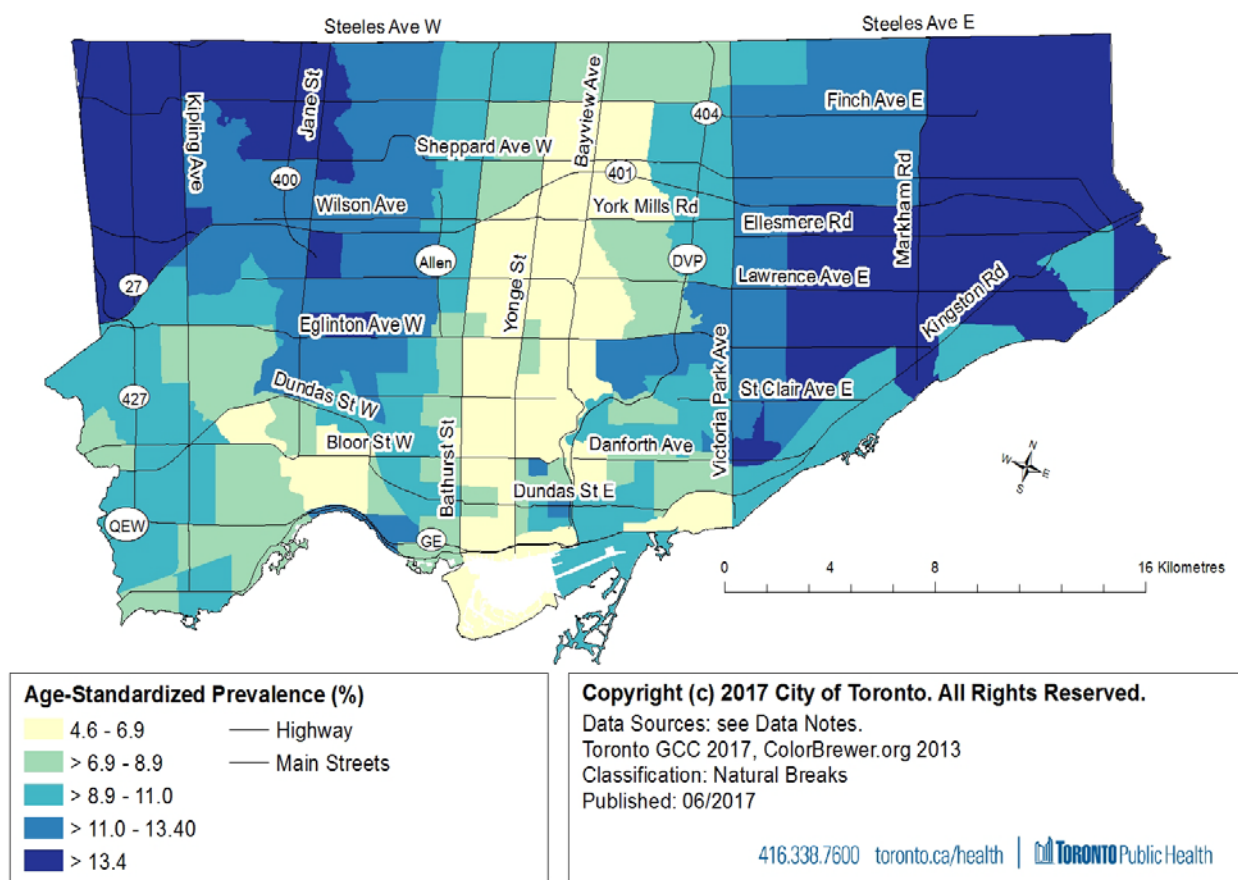 Steeles Ave W
Steeles Ave E
Kipling Ave
Jane St
Bayview Ave
404
Finch Ave E
Sheppard Ave W
400
401
Markham Rd
Wilson Ave
York Mills Rd
Ellesmere Rd
Allen
DVP
27
Yonge St
Lawrence Ave E
Kingston Rd
Eglinton Ave W
Victoria Park Ave
427
Dundas St W
St Clair Ave E
Bloor St W
Bathurst St
Danforth Ave
Dundas St E
N
W
E
S
QEW
GE
0
4
8
16 Kilometres
Age-Standardized Prevalence (%)
4.6 - 6.9
> 6.9 - 8.9
> 8.9 - 11.0
> 11.0 - 13.40
> 13.4
Highway
Main Streets
Copyright (c) 2017 City of Toronto. All Rights Reserved.
Data Sources: see Data Notes.
Toronto GCC 2017, ColorBrewer.org 2013
Classification: Natural Breaks
Published: 06/2017
416.338.7600 toronto.ca/health
TORONTO Public Health